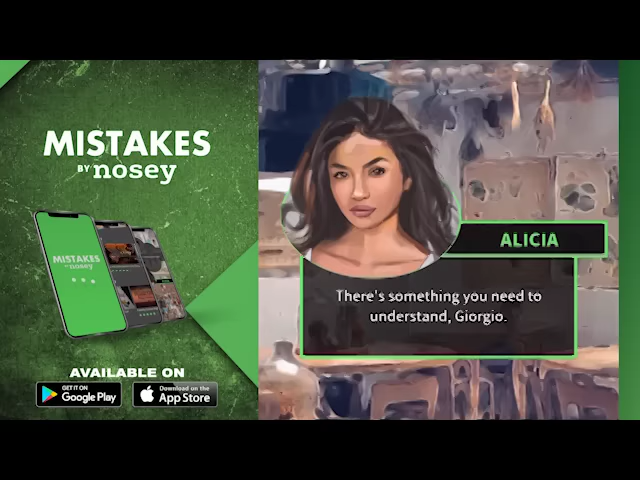 MISTAKES
BY nosey
MISTAKES
by nosey
AVAILABLE ON
GET IT ON
Google Play
Download on the
App Store
ALICIA
There's something you need to
understand, Giorgio.